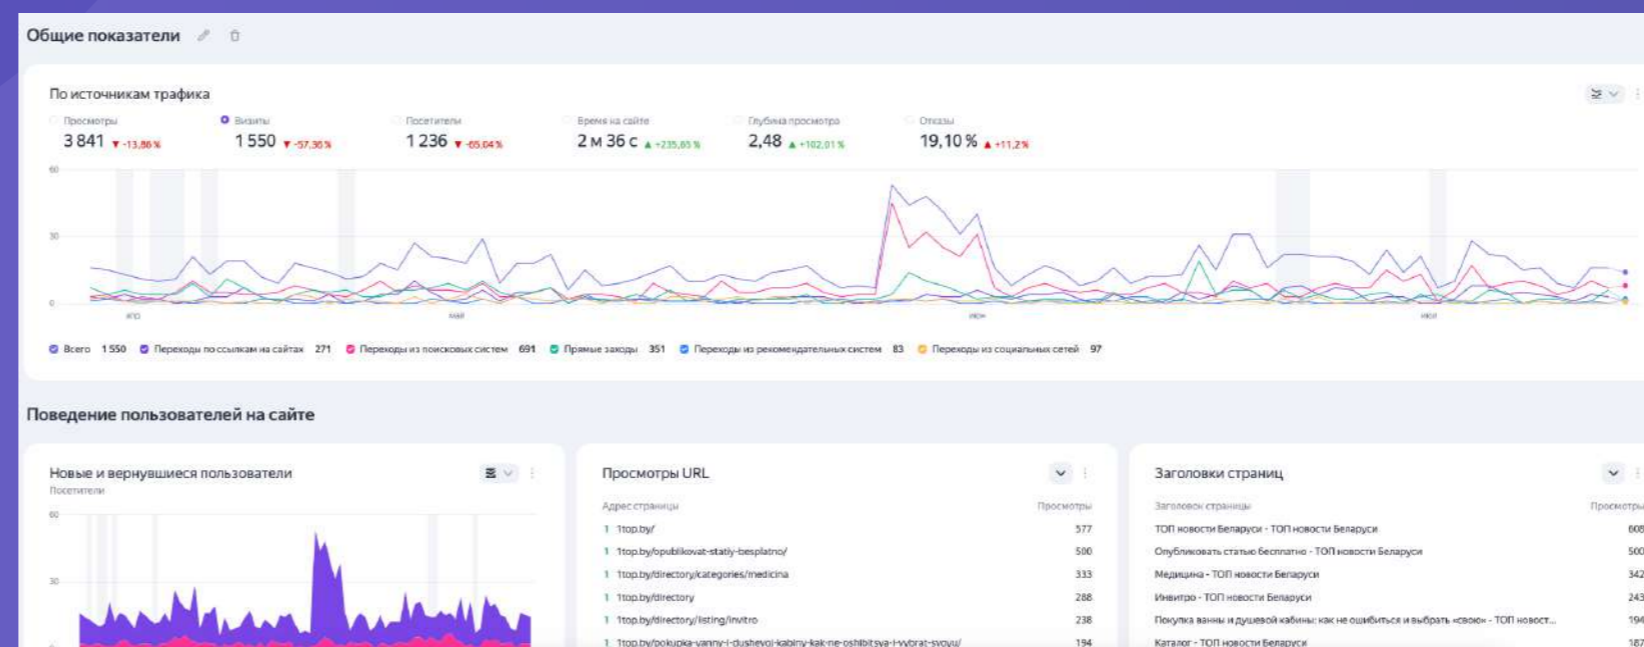 Общие показатели
По источникам трафика
Просмотры
Визиты
Посетители
Время на сайте
Глубина просмотра
Отказы
3 841 ▼ -13,86 %
1 550 ▼ -57,36 %
1 236 ▼ -65,04 %
2 м 36 с ▲ +235,65 %
2,48 ▲ +102,01 %
19,10 % ▲ +11,2 %
60
30
0
апр
май
июн
июл
Всего 1 550 Переходы по ссылкам на сайтах 271 Переходы из поисковых систем 691 Прямые заходы 351 Переходы из рекомендательных систем 83 Переходы из социальных сетей 97
Поведение пользователей на сайте
Новые и вернувшиеся пользователи
Посетители
60
30
0
Просмотры URL
Адрес страницы Просмотры
1 1top.by/ 577
1 1top.by/opublikovat-statiy-besplatno/ 500
1 1top.by/directory/categories/medicina 333
1 1top.by/directory 288
1 1top.by/directory/listing/invitro 238
1 1top.by/pokupka-vanny-i-dushevoj-kabiny-kak-ne-oshibitsya-i-vybrat-svoyu/ 194
Заголовки страниц
Заголовок страницы Просмотры
ТОП новости Беларуси - ТОП новости Беларуси 608
Опубликовать статью бесплатно - ТОП новости Беларуси 500
Медицина - ТОП новости Беларуси 342
Инвитро - ТОП новости Беларуси 243
Покупка ванны и душевой кабины: как не ошибиться и выбрать «свою» - ТОП новост... 194
Каталог - ТОП новости Беларуси 187